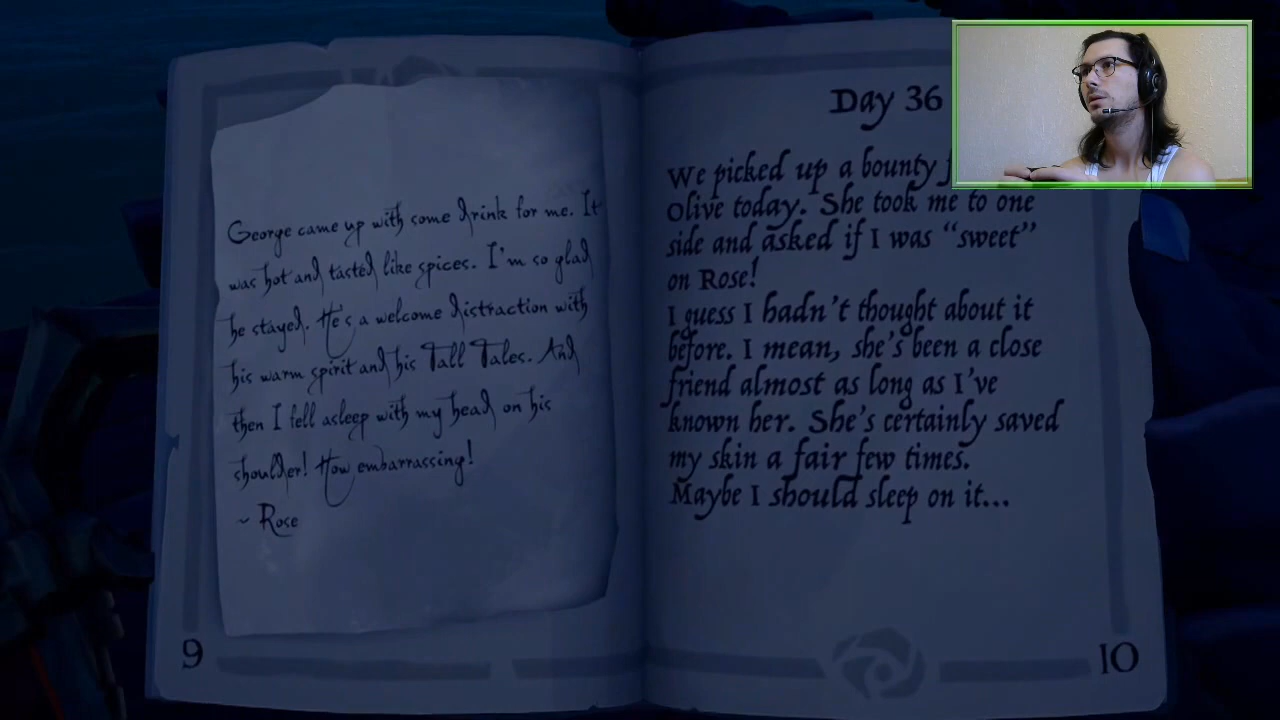 George came up with some drink for me. It
was hot and tasted like spices. I'm so glad
he stayed. He's a welcome distraction with
his warm spirit and his Tall Tales. And
then I fell asleep with my head on his
shoulder! How embarrassing!
~ Rose
9
Day 36
We picked up a bounty
Olive today. She took me to one
side and asked if I was "sweet"
on Rose!
I guess I hadn't thought about it
before. I mean, she's been a close
friend almost as long as I've
known her. She's certainly saved
my skin a fair few times.
Maybe I should sleep on it...
10